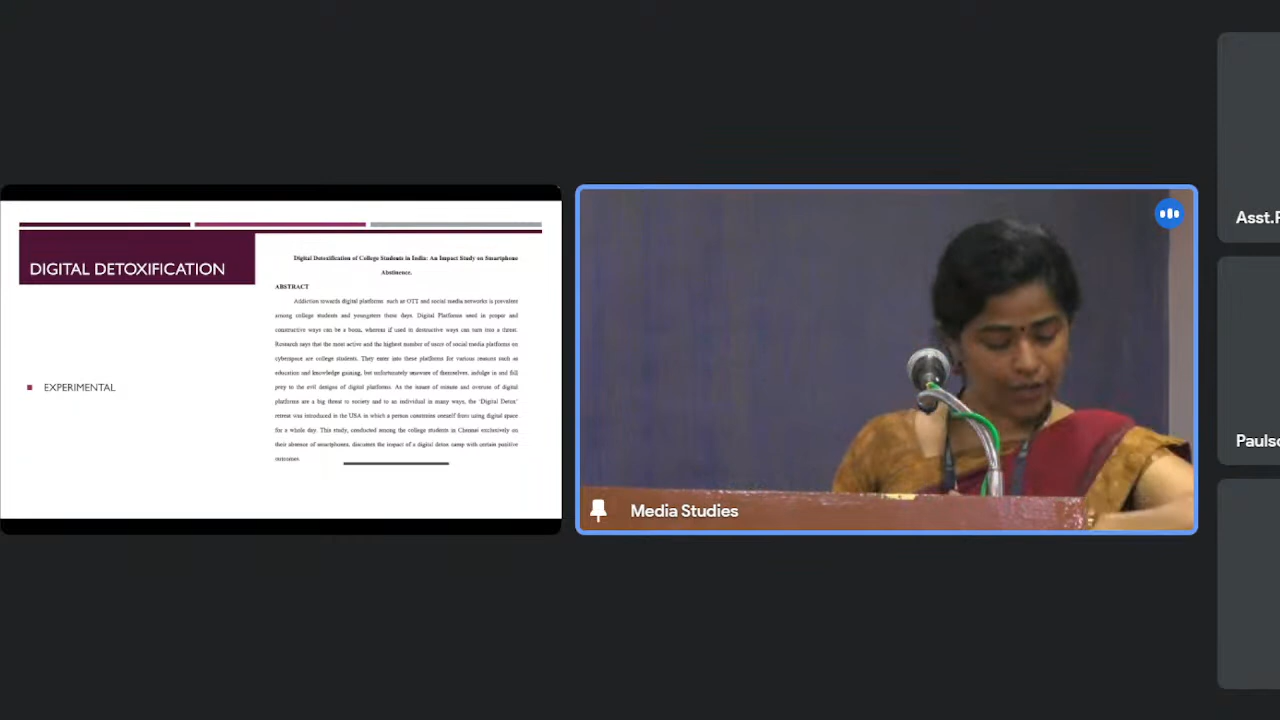 DIGITAL DETOXIFICATION
EXPERIMENTAL
Digital Detoxification of College Students in India: An Impact Study on Smartphone
Abstinence.
ABSTRACT
Addiction towards digital platforms such as OTT and social media networks is prevalent
among college students and youngsters these days. Digital Platforms used in proper and
constructive ways can be a boon, whereas if used in destructive ways can turn into a threat.
Research says that the most active and the highest number of users of social media platforms on
cyberspace are college students. They enter into these platforms for various reasons such as
education and knowledge gaining, but unfortunately unaware of themselves, indulge in and fall
prey to the evil designs of digital platforms. As the issues of misuse and overuse of digital
platforms are a big threat to society and to an individual in many ways, the 'Digital Detox'
retreat was introduced in the USA in which a person constrains oneself from using digital space
for a whole day. This study, conducted among the college students in Chennai exclusively on
their absence of smartphones, discusses the impact of a digital detox camp with certain positive
outcomes.
Media Studies
Asst.